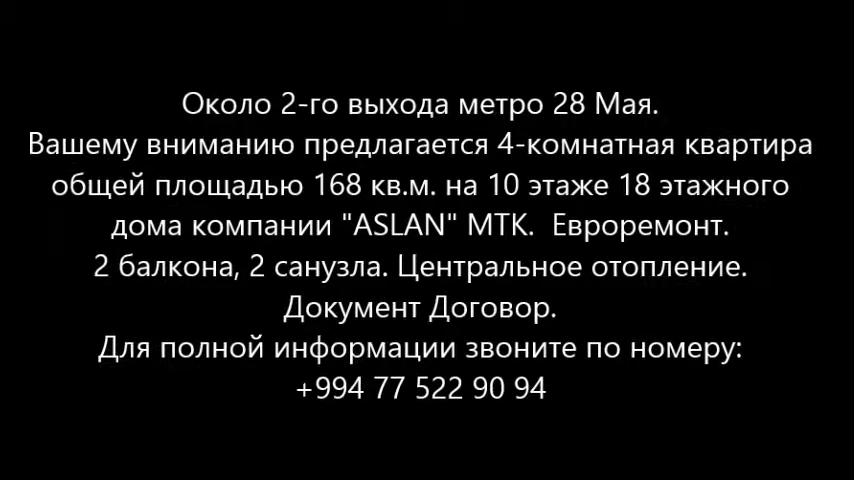 Около 2-го выхода метро 28 Мая.
Вашему вниманию предлагается 4-комнатная квартира
общей площадью 168 кв.м. на 10 этаже 18 этажного
дома компании "ASLAN" МТК.  Евроремонт.
2 балкона, 2 санузла. Центральное отопление.
Документ Договор.
Для полной информации звоните по номеру:
+994 77 522 90 94